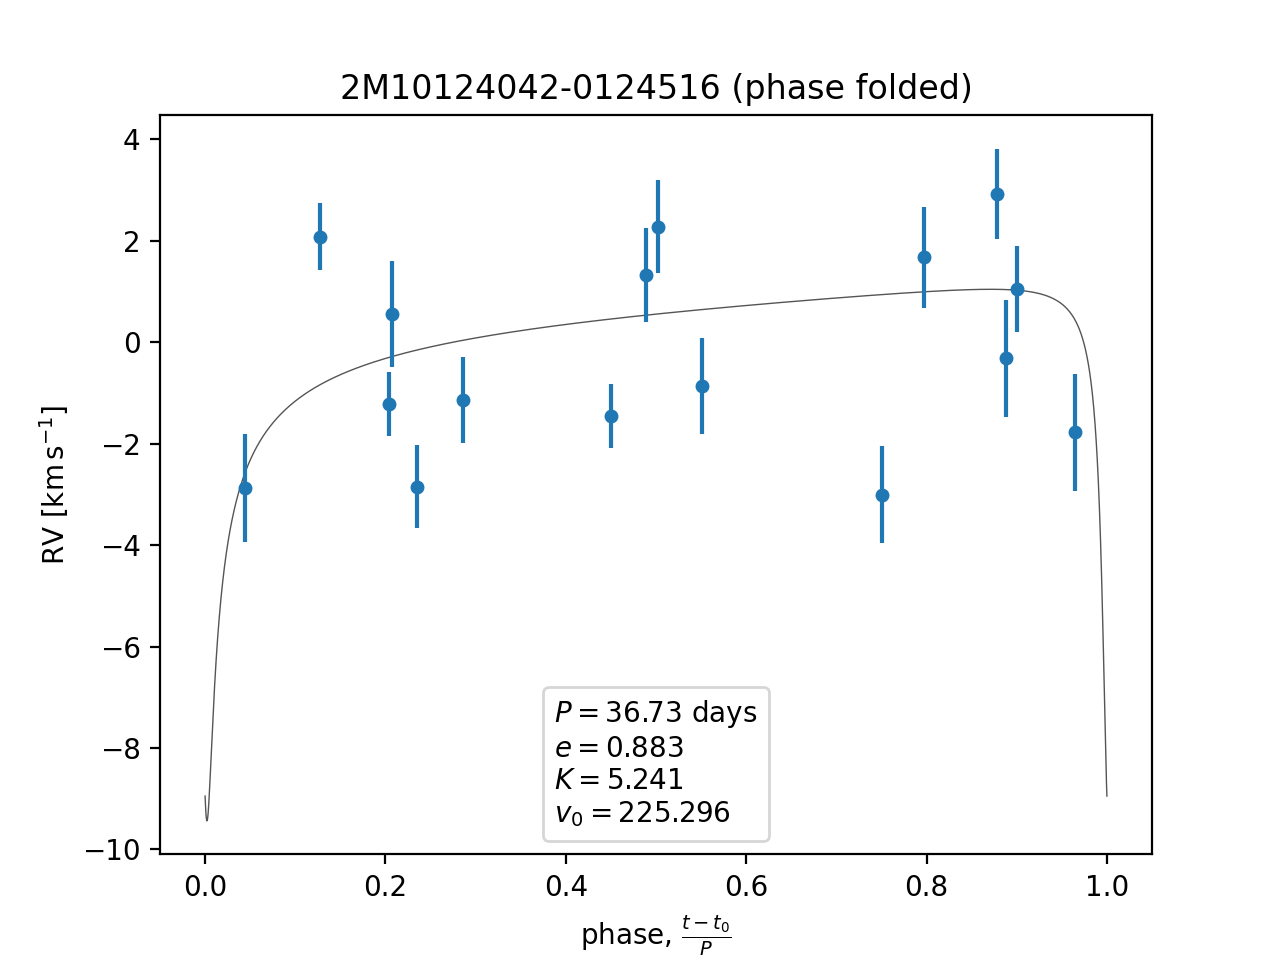 2M10124042-0124516 (phase folded)
4
2
0
−2
−4
−6
−8
−10
RV [km s⁻¹]
P = 36.73 days
e = 0.883
K = 5.241
v₀ = 225.296
0.0 0.2 0.4 0.6 0.8 1.0
phase, (t − t₀)/P